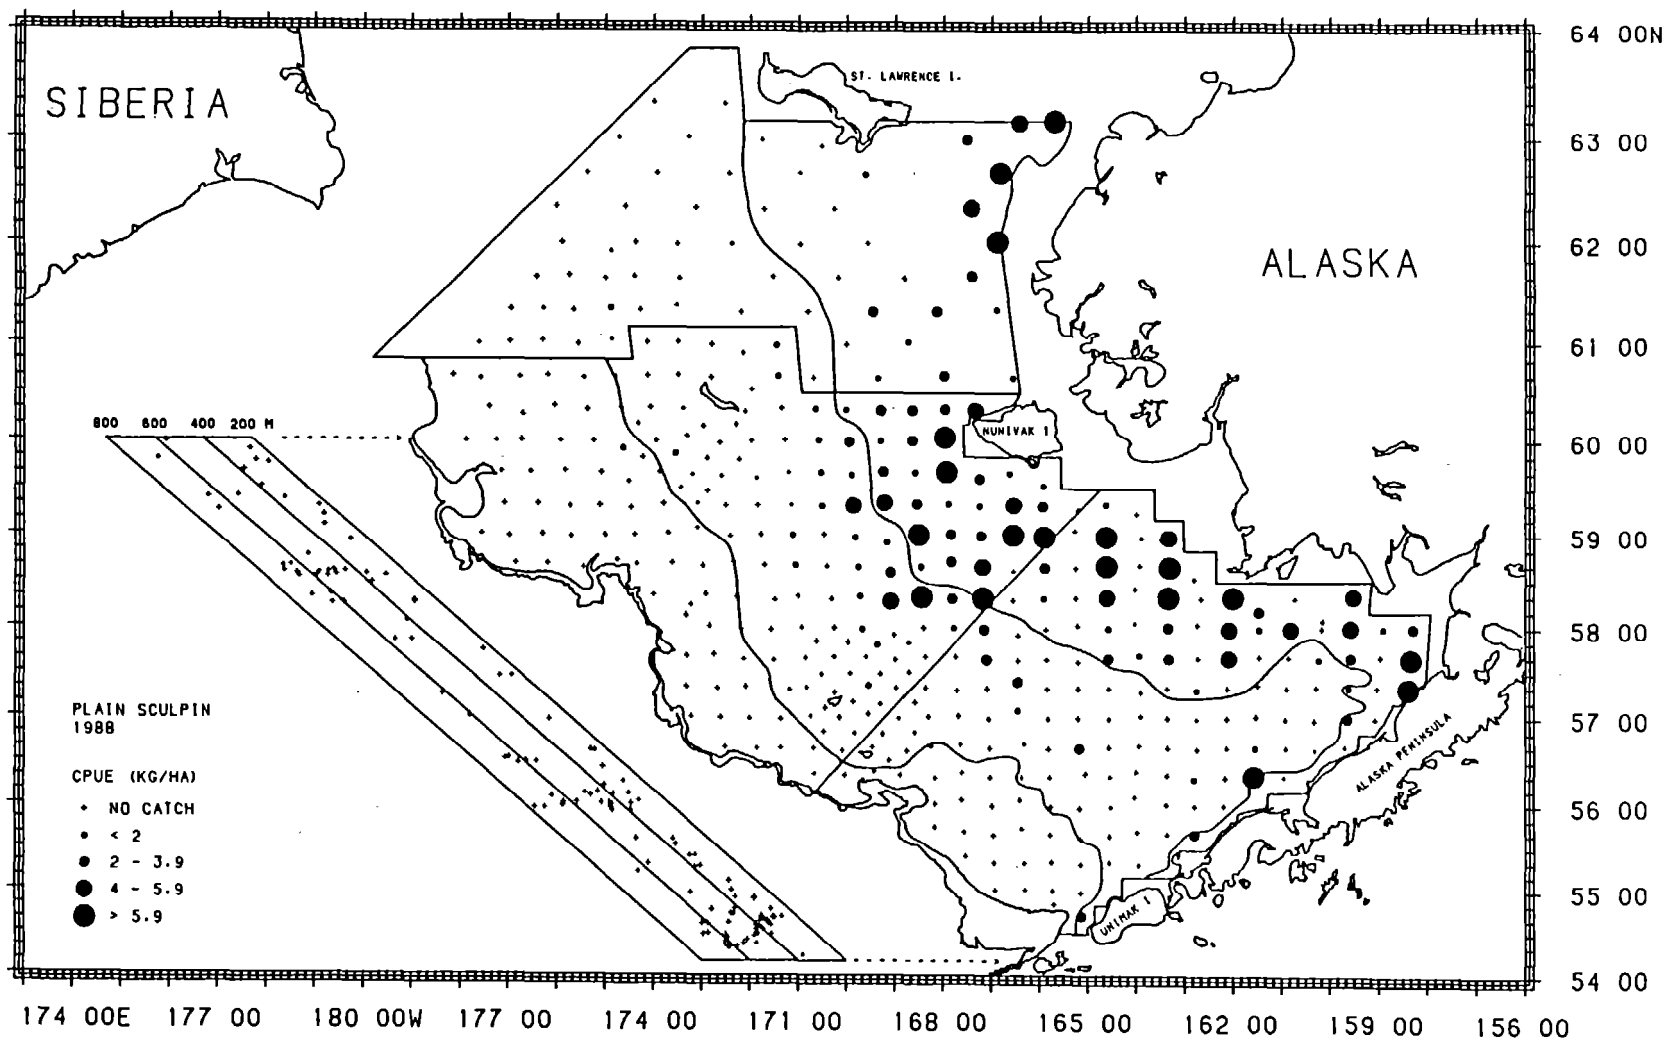 64 00N
ST. LAWRENCE I.
SIBERIA
63 00
62 00
ALASKA
61 00
800 600 400 200 M
NUNIVAK I
60 00
59 00
58 00
PLAIN SCULPIN
1988
57 00
ALASKA PENINSULA
CPUE (KG/HA)
NO CATCH
< 2
2 - 3.9
4 - 5.9
> 5.9
56 00
55 00
UNIMAK I
54 00
174 00E 177 00 180 00W 177 00 174 00 171 00 168 00 165 00 162 00 159 00 156 00